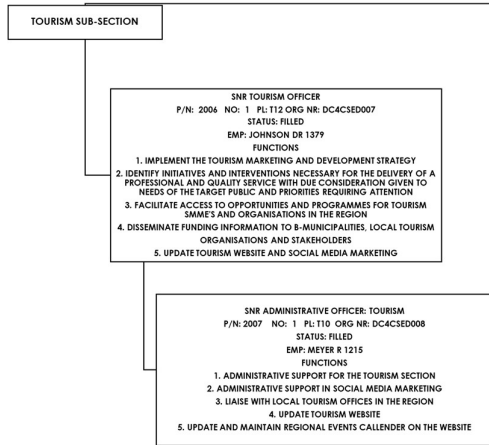 TOURISM SUB-SECTION
SNR TOURISM OFFICER
P/N: 2006 NO: 1 PL: T12 ORG NR: DC4CSED007
STATUS: FILLED
EMP: JOHNSON DR 1379
FUNCTIONS
1. IMPLEMENT THE TOURISM MARKETING AND DEVELOPMENT STRATEGY
2. IDENTIFY INITIATIVES AND INTERVENTIONS NECESSARY FOR THE DELIVERY OF A
PROFESSIONAL AND QUALITY SERVICE WITH DUE CONSIDERATION GIVEN TO
NEEDS OF THE TARGET PUBLIC AND PRIORITIES REQUIRING ATTENTION
3. FACILITATE ACCESS TO OPPORTUNITIES AND PROGRAMMES FOR TOURISM
SMME'S AND ORGANISATIONS IN THE REGION
4. DISSEMINATE FUNDING INFORMATION TO B-MUNICIPALITIES, LOCAL TOURISM
ORGANISATIONS AND STAKEHOLDERS
5. UPDATE TOURISM WEBSITE AND SOCIAL MEDIA MARKETING
SNR ADMINISTRATIVE OFFICER: TOURISM
P/N: 2007 NO: 1 PL: T10 ORG NR: DC4CSED008
STATUS: FILLED
EMP: MEYER R 1215
FUNCTIONS
1. ADMINISTRATIVE SUPPORT FOR THE TOURISM SECTION
2. ADMINISTRATIVE SUPPORT IN SOCIAL MEDIA MARKETING
3. LIAISE WITH LOCAL TOURISM OFFICES IN THE REGION
4. UPDATE TOURISM WEBSITE
5. UPDATE AND MAINTAIN REGIONAL EVENTS CALLENDER ON THE WEBSITE